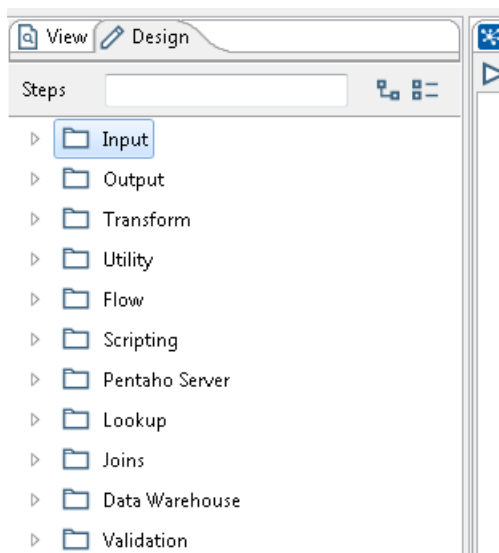 View Design
Steps
Input
Output
Transform
Utility
Flow
Scripting
Pentaho Server
Lookup
Joins
Data Warehouse
Validation